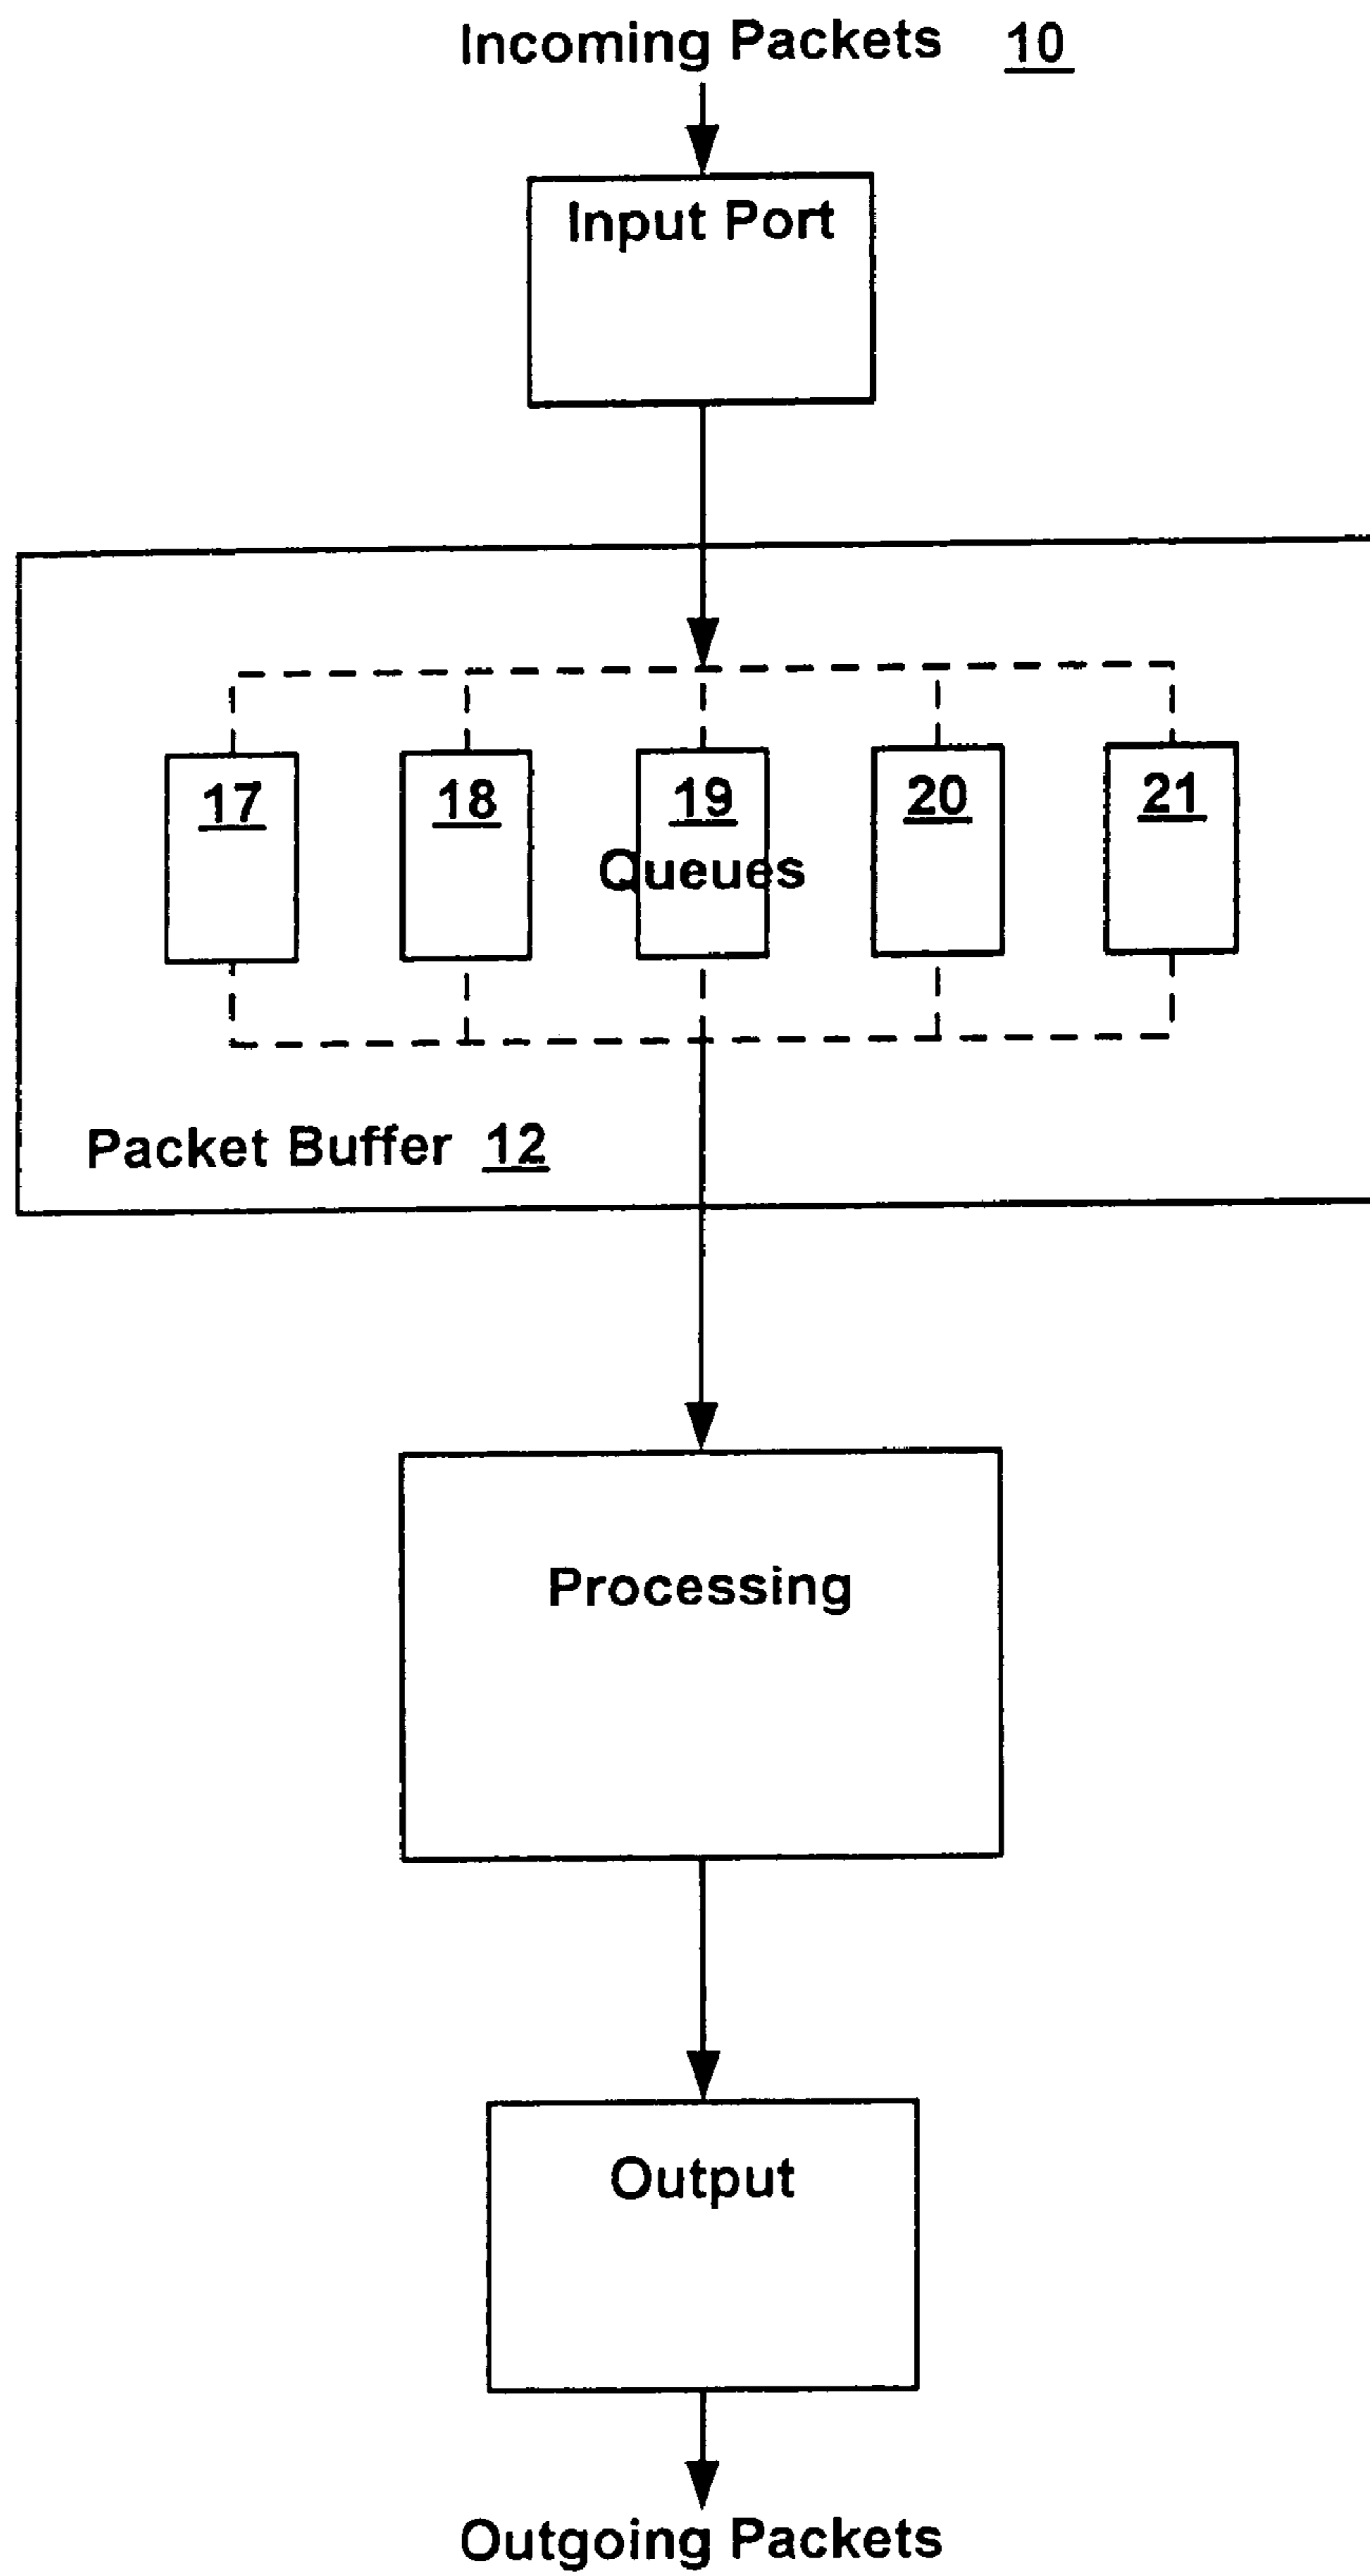 Incoming Packets 10
Input Port
17 18 19 20 21
Queues
Packet Buffer 12
Processing
Output
Outgoing Packets